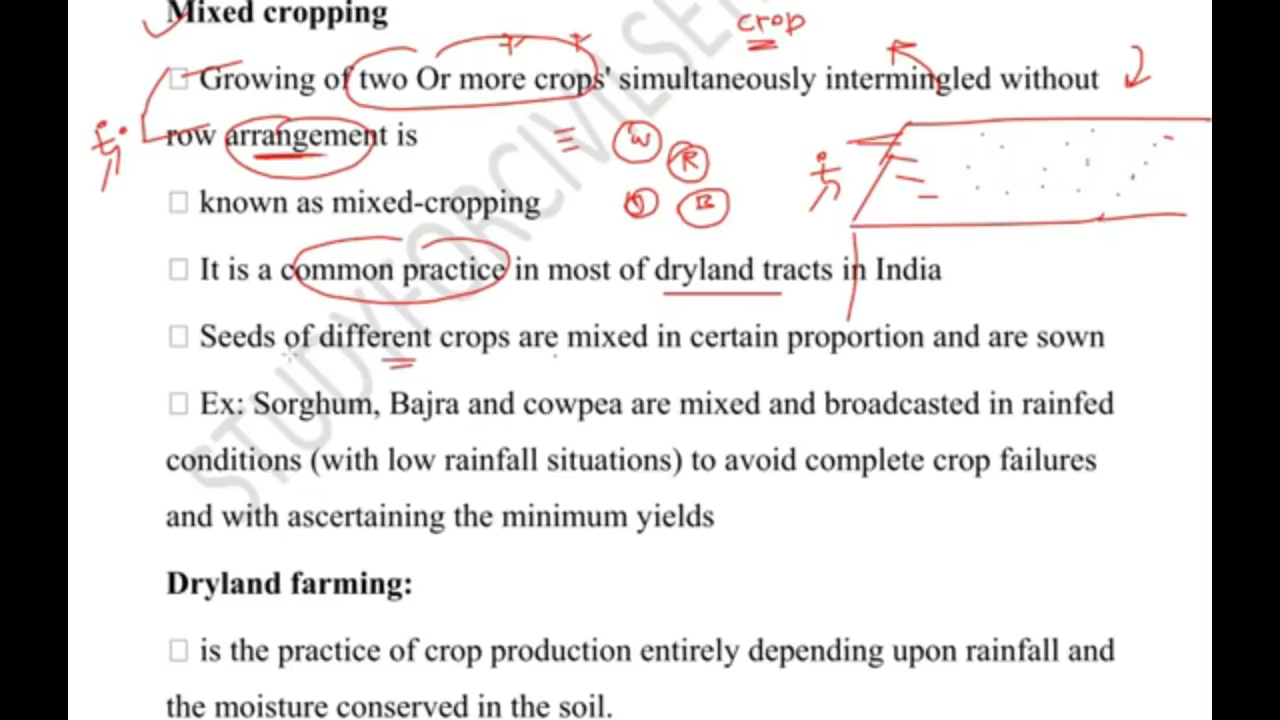 Mixed cropping
crop
Growing of two Or more crops' simultaneously intermingled without
row arrangement is
W
R
B
known as mixed-cropping
It is a common practice in most of dryland tracts in India
Seeds of different crops are mixed in certain proportion and are sown
Ex: Sorghum, Bajra and cowpea are mixed and broadcasted in rainfed
conditions (with low rainfall situations) to avoid complete crop failures
and with ascertaining the minimum yields
Dryland farming:
is the practice of crop production entirely depending upon rainfall and
the moisture conserved in the soil.
STUDYFORCIVILSE